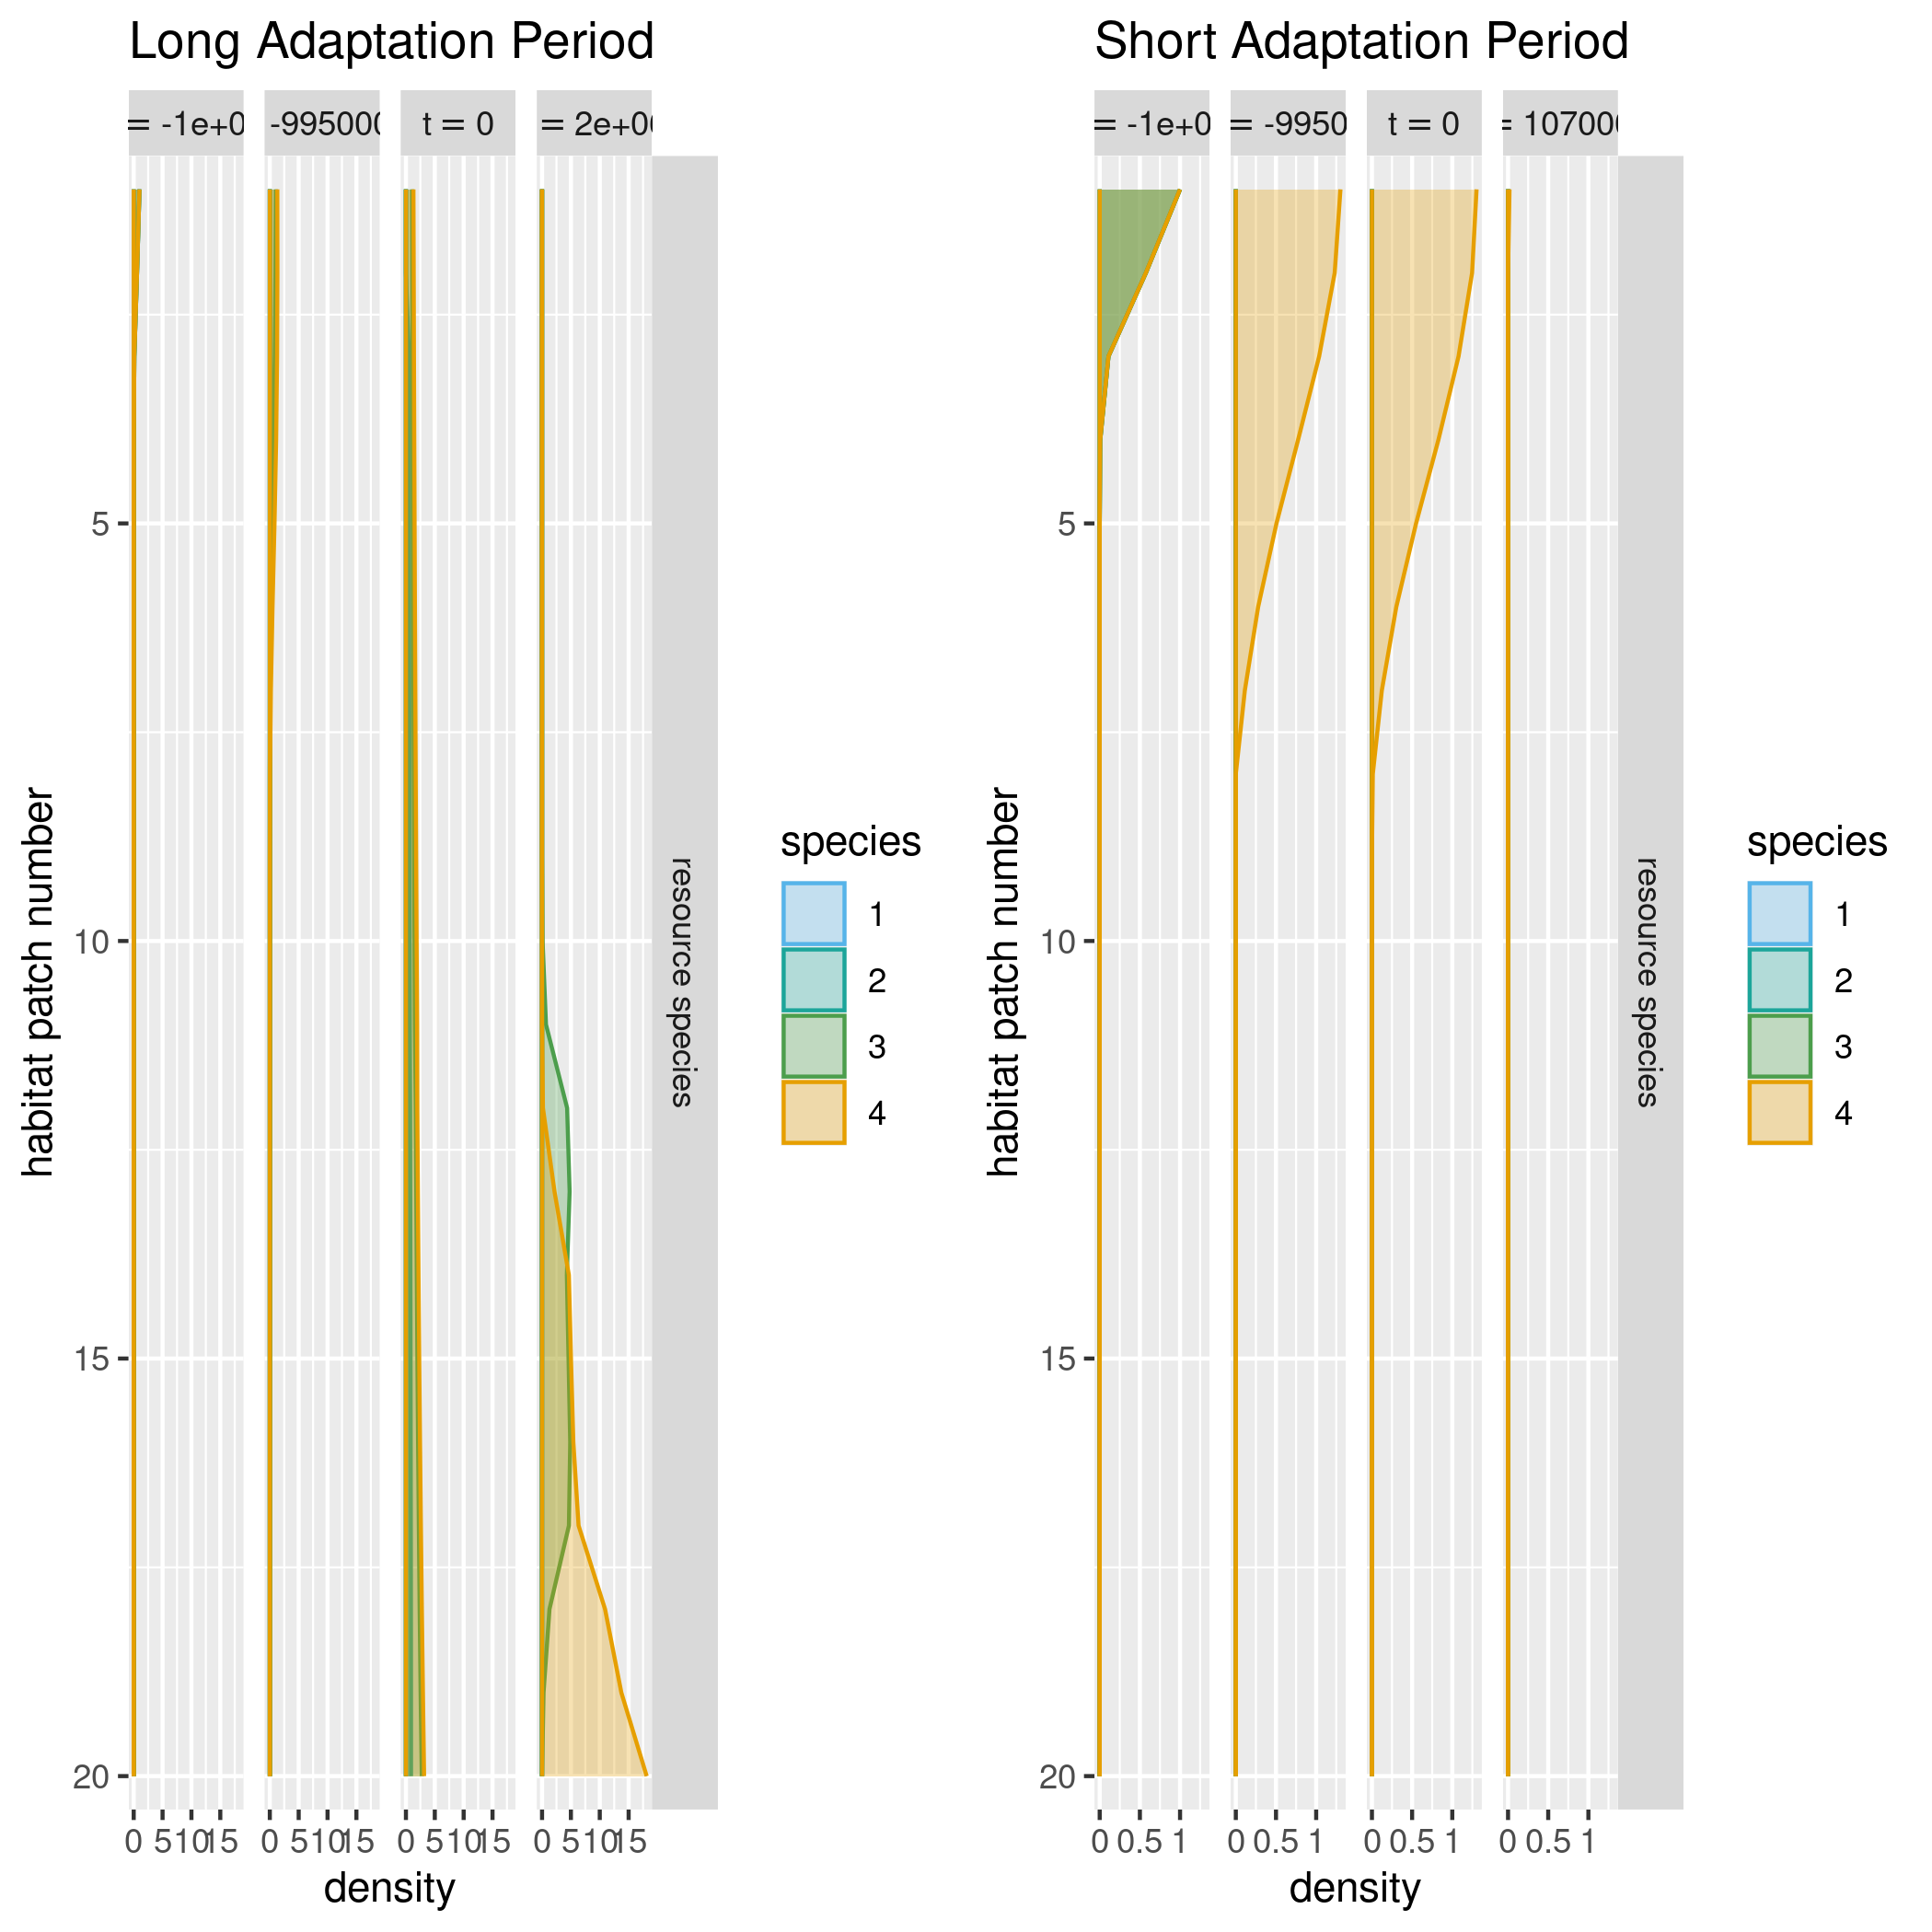 Long Adaptation Period
= -1e+0 -995000 t = 0 = 2e+00
5
10
15
20
habitat patch number
0 5 10 15 0 5 10 15 0 5 10 15 0 5 10 15
density
resource species
species
1
2
3
4
Short Adaptation Period
= -1e+0 = -9950 t = 0 = 107000
5
10
15
20
habitat patch number
0 0.5 1 0 0.5 1 0 0.5 1 0 0.5 1
density
resource species
species
1
2
3
4